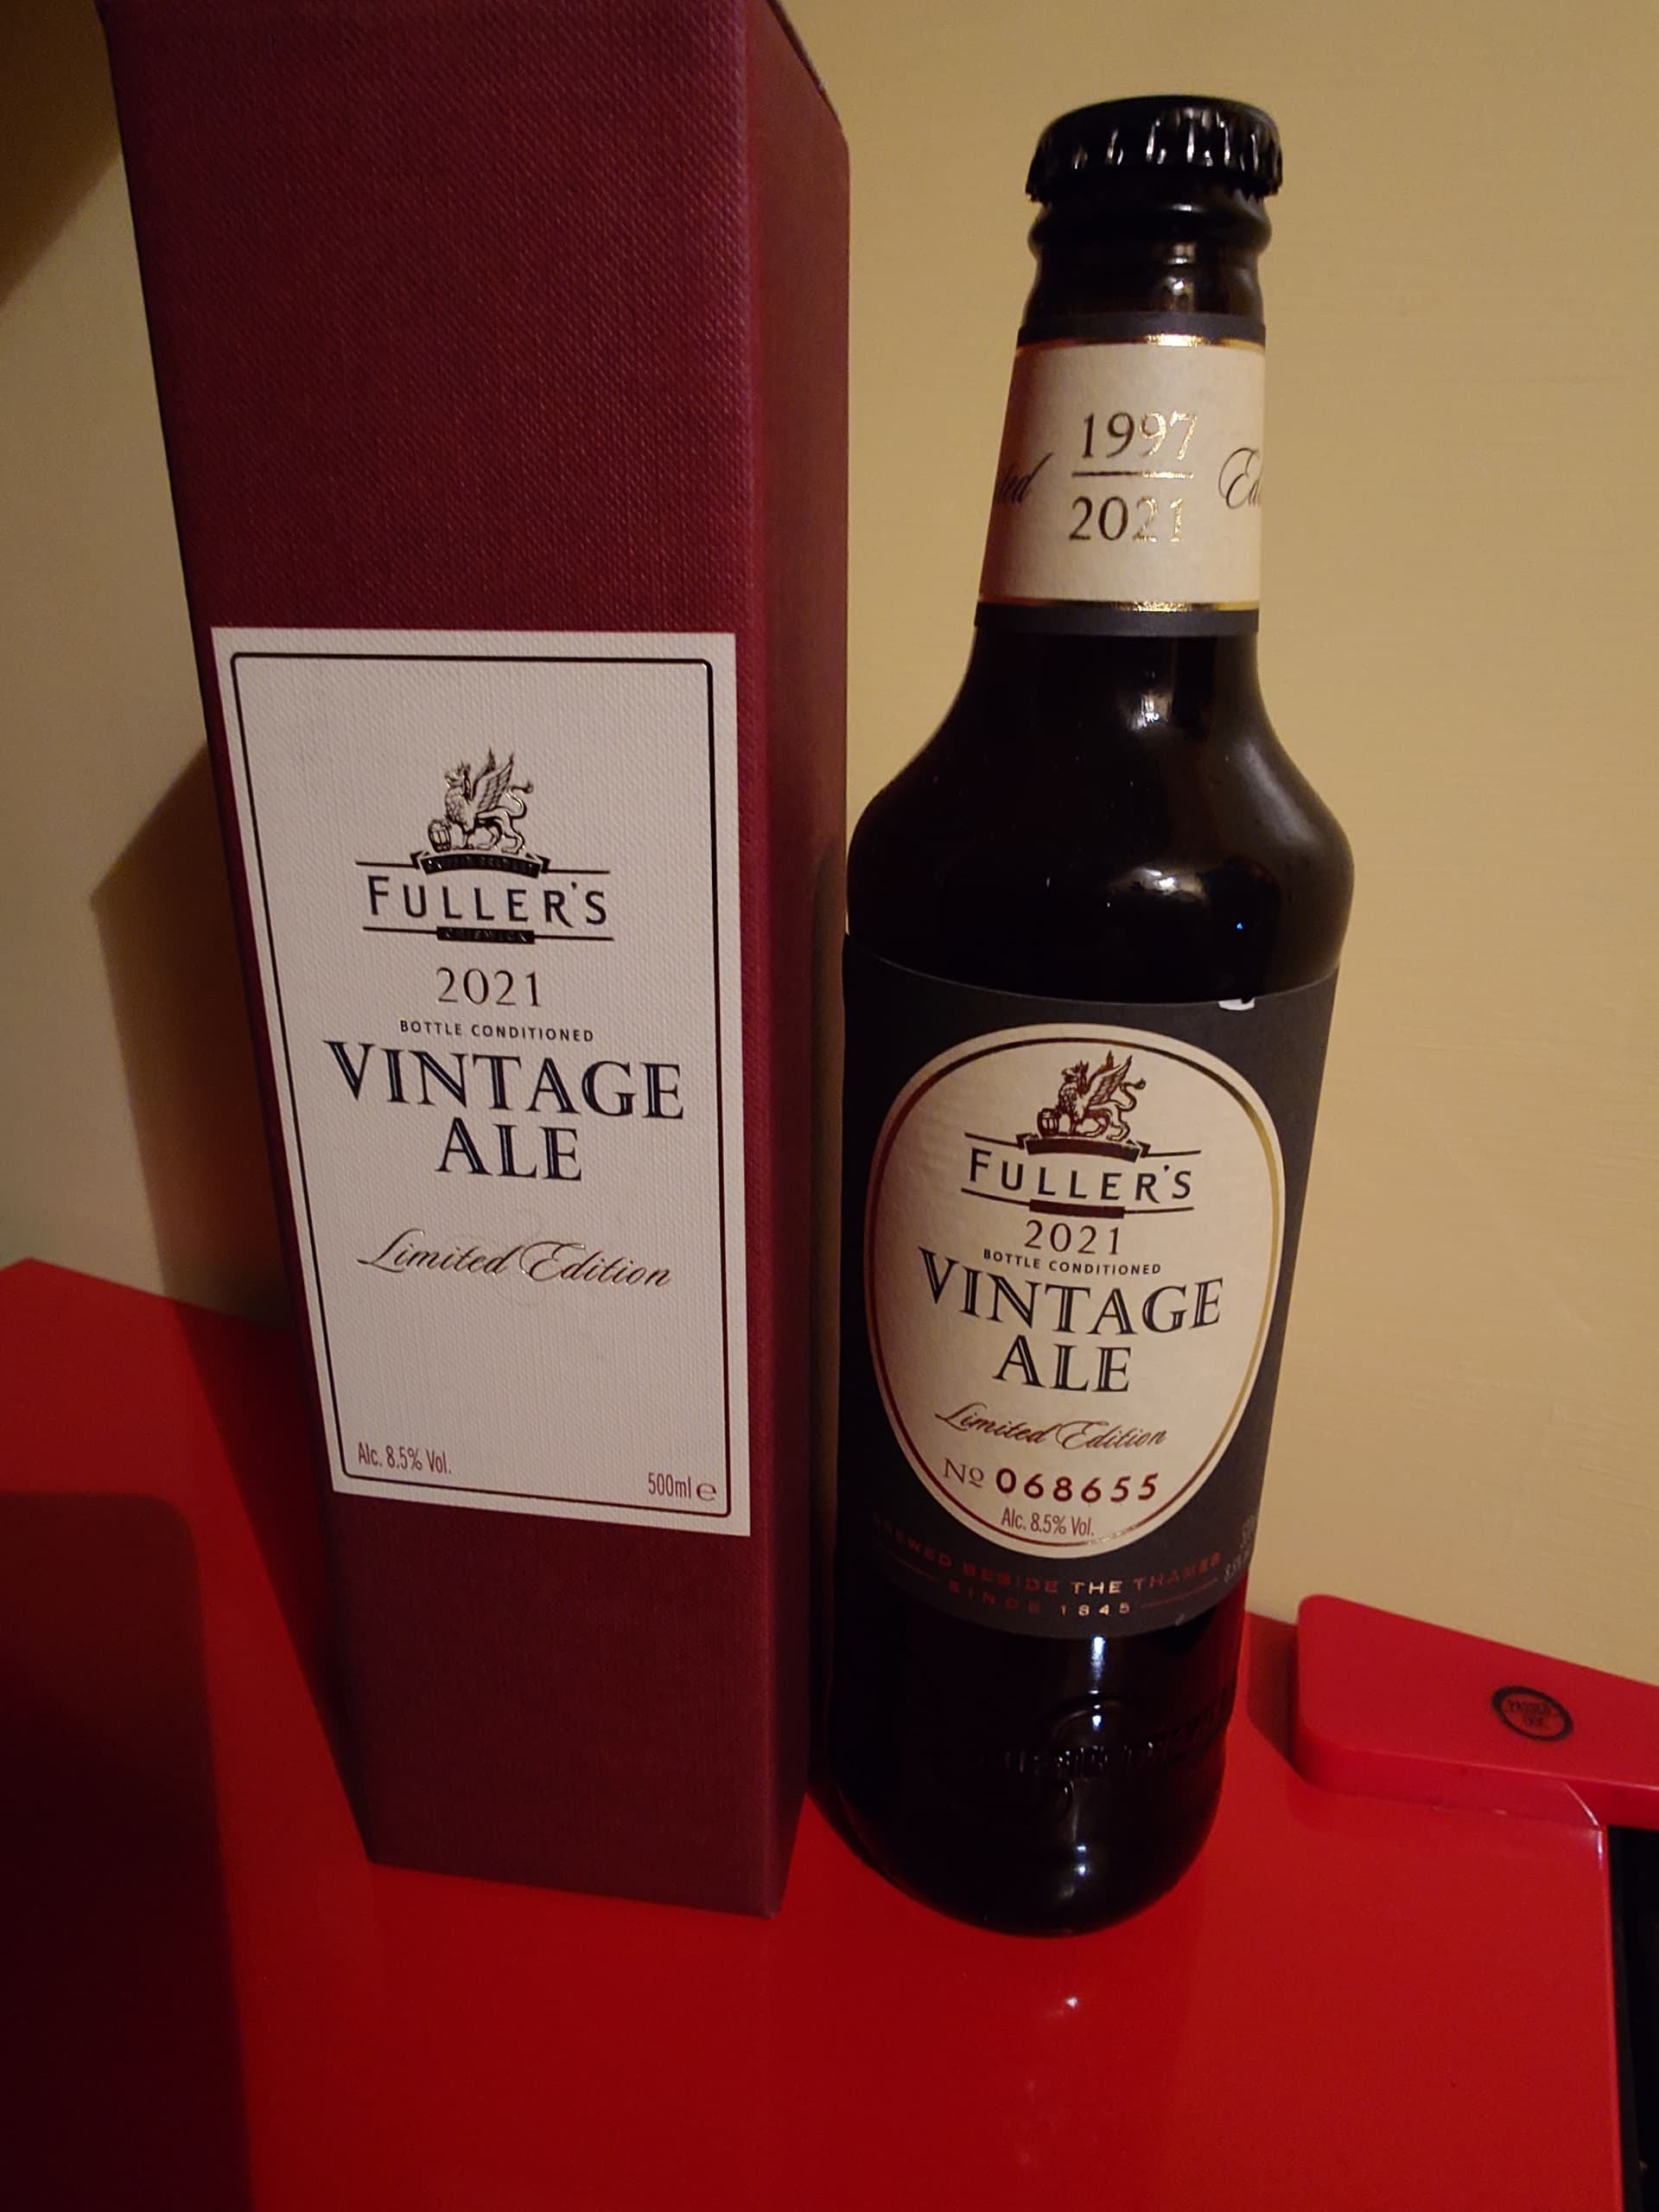 FULLER'S
2021
BOTTLE CONDITIONED
VINTAGE
ALE
Limited Edition
Alc. 8.5% Vol.
500ml e
1997
2021
FULLER'S
2021
BOTTLE CONDITIONED
VINTAGE
ALE
Limited Edition
Nº 068655
Alc. 8.5% Vol.
BREWED BESIDE THE THAMES
SINCE 1845